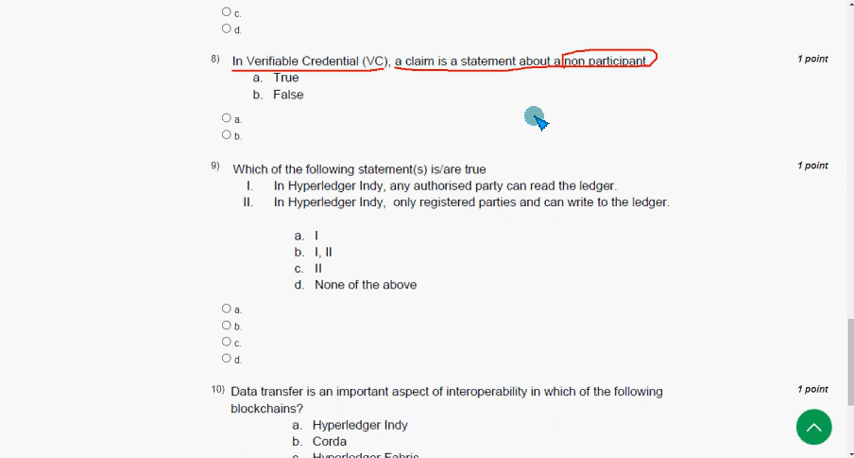 c.
d.
8) In Verifiable Credential (VC), a claim is a statement about a non participant 1 point
a. True
b. False
a.
b.
9) Which of the following statement(s) is/are true 1 point
I. In Hyperledger Indy, any authorised party can read the ledger.
II. In Hyperledger Indy, only registered parties and can write to the ledger.
a. I
b. I, II
c. II
d. None of the above
a.
b.
c.
d.
10) Data transfer is an important aspect of interoperability in which of the following 1 point
blockchains?
a. Hyperledger Indy
b. Corda
c. Hyperledger Fabric